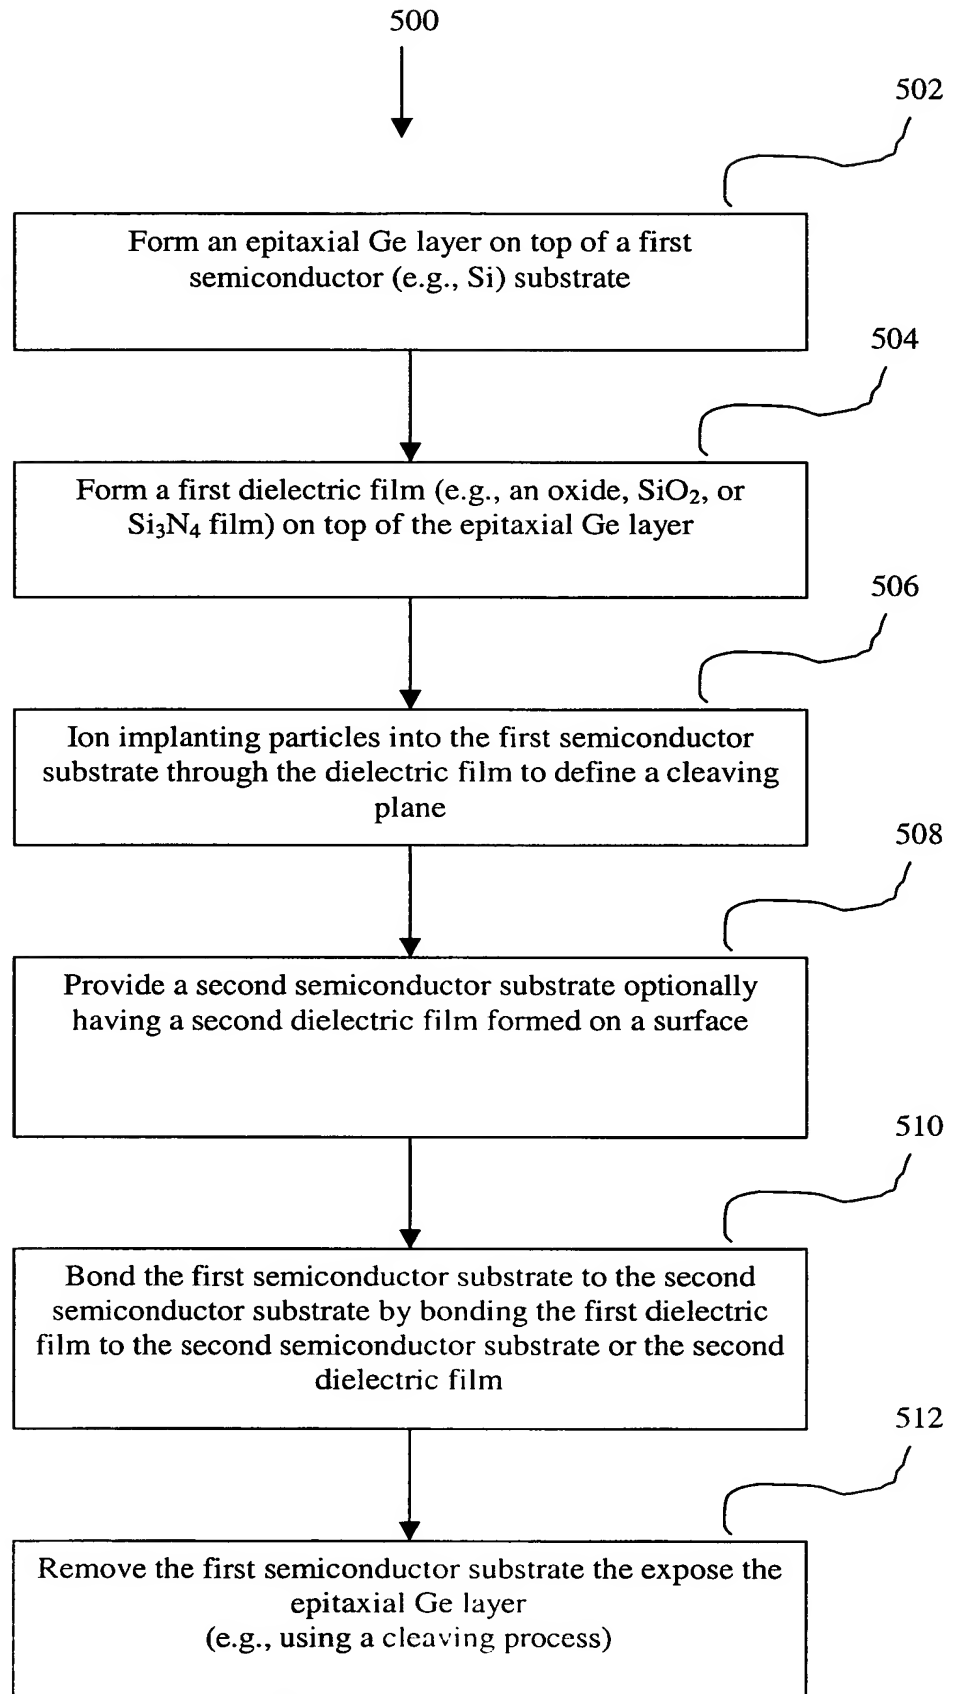 500
502
Form an epitaxial Ge layer on top of a first
semiconductor (e.g., Si) substrate
504
Form a first dielectric film (e.g., an oxide, SiO₂, or
Si₃N₄ film) on top of the epitaxial Ge layer
506
Ion implanting particles into the first semiconductor
substrate through the dielectric film to define a cleaving
plane
508
Provide a second semiconductor substrate optionally
having a second dielectric film formed on a surface
510
Bond the first semiconductor substrate to the second
semiconductor substrate by bonding the first dielectric
film to the second semiconductor substrate or the second
dielectric film
512
Remove the first semiconductor substrate the expose the
epitaxial Ge layer
(e.g., using a cleaving process)